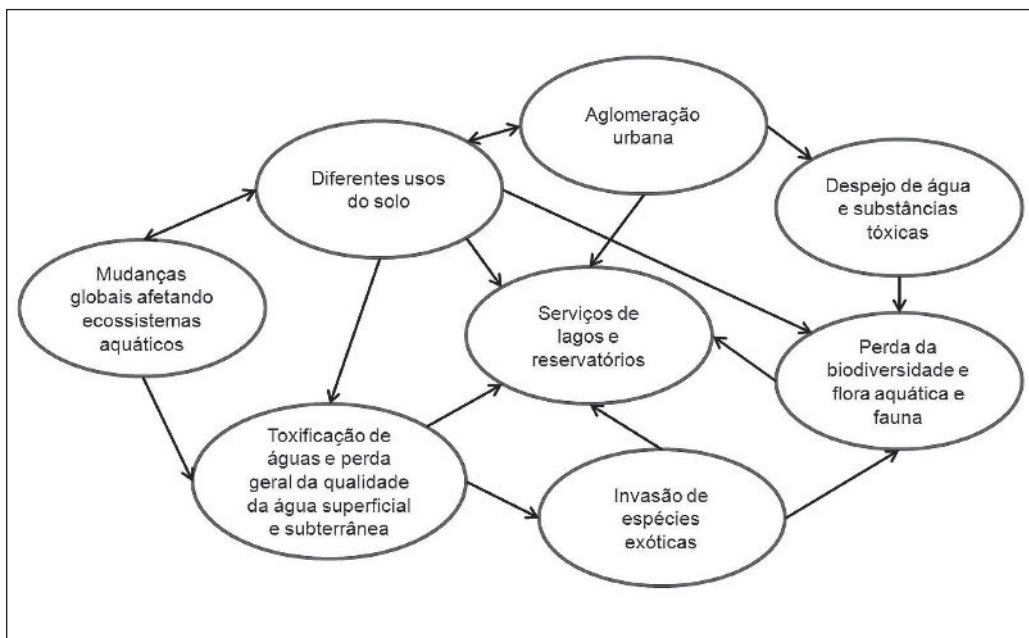 Aglomeração
urbana
Diferentes usos
do solo
Despejo de água
e substâncias
tóxicas
Mudanças
globais afetando
ecossistemas
aquáticos
Serviços de
lagos e
reservatórios
Perda da
biodiversidade e
flora aquática e
fauna
Toxificação de
águas e perda
geral da qualidade
da água superficial
e subterrânea
Invasão de
espécies
exóticas